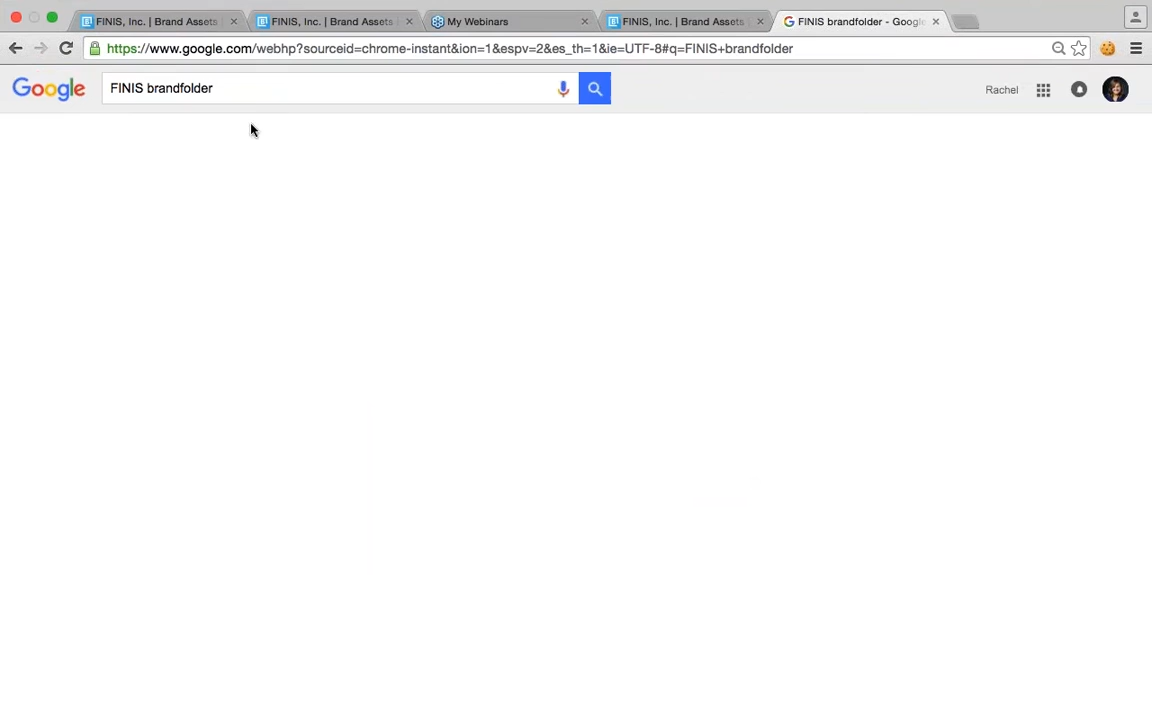 FINIS, Inc. | Brand Assets
FINIS, Inc. | Brand Assets
My Webinars
FINIS, Inc. | Brand Assets
FINIS brandfolder - Google
https://www.google.com/webhp?sourceid=chrome-instant&ion=1&espv=2&es_th=1&ie=UTF-8#q=FINIS+brandfolder
Google
FINIS brandfolder
Rachel